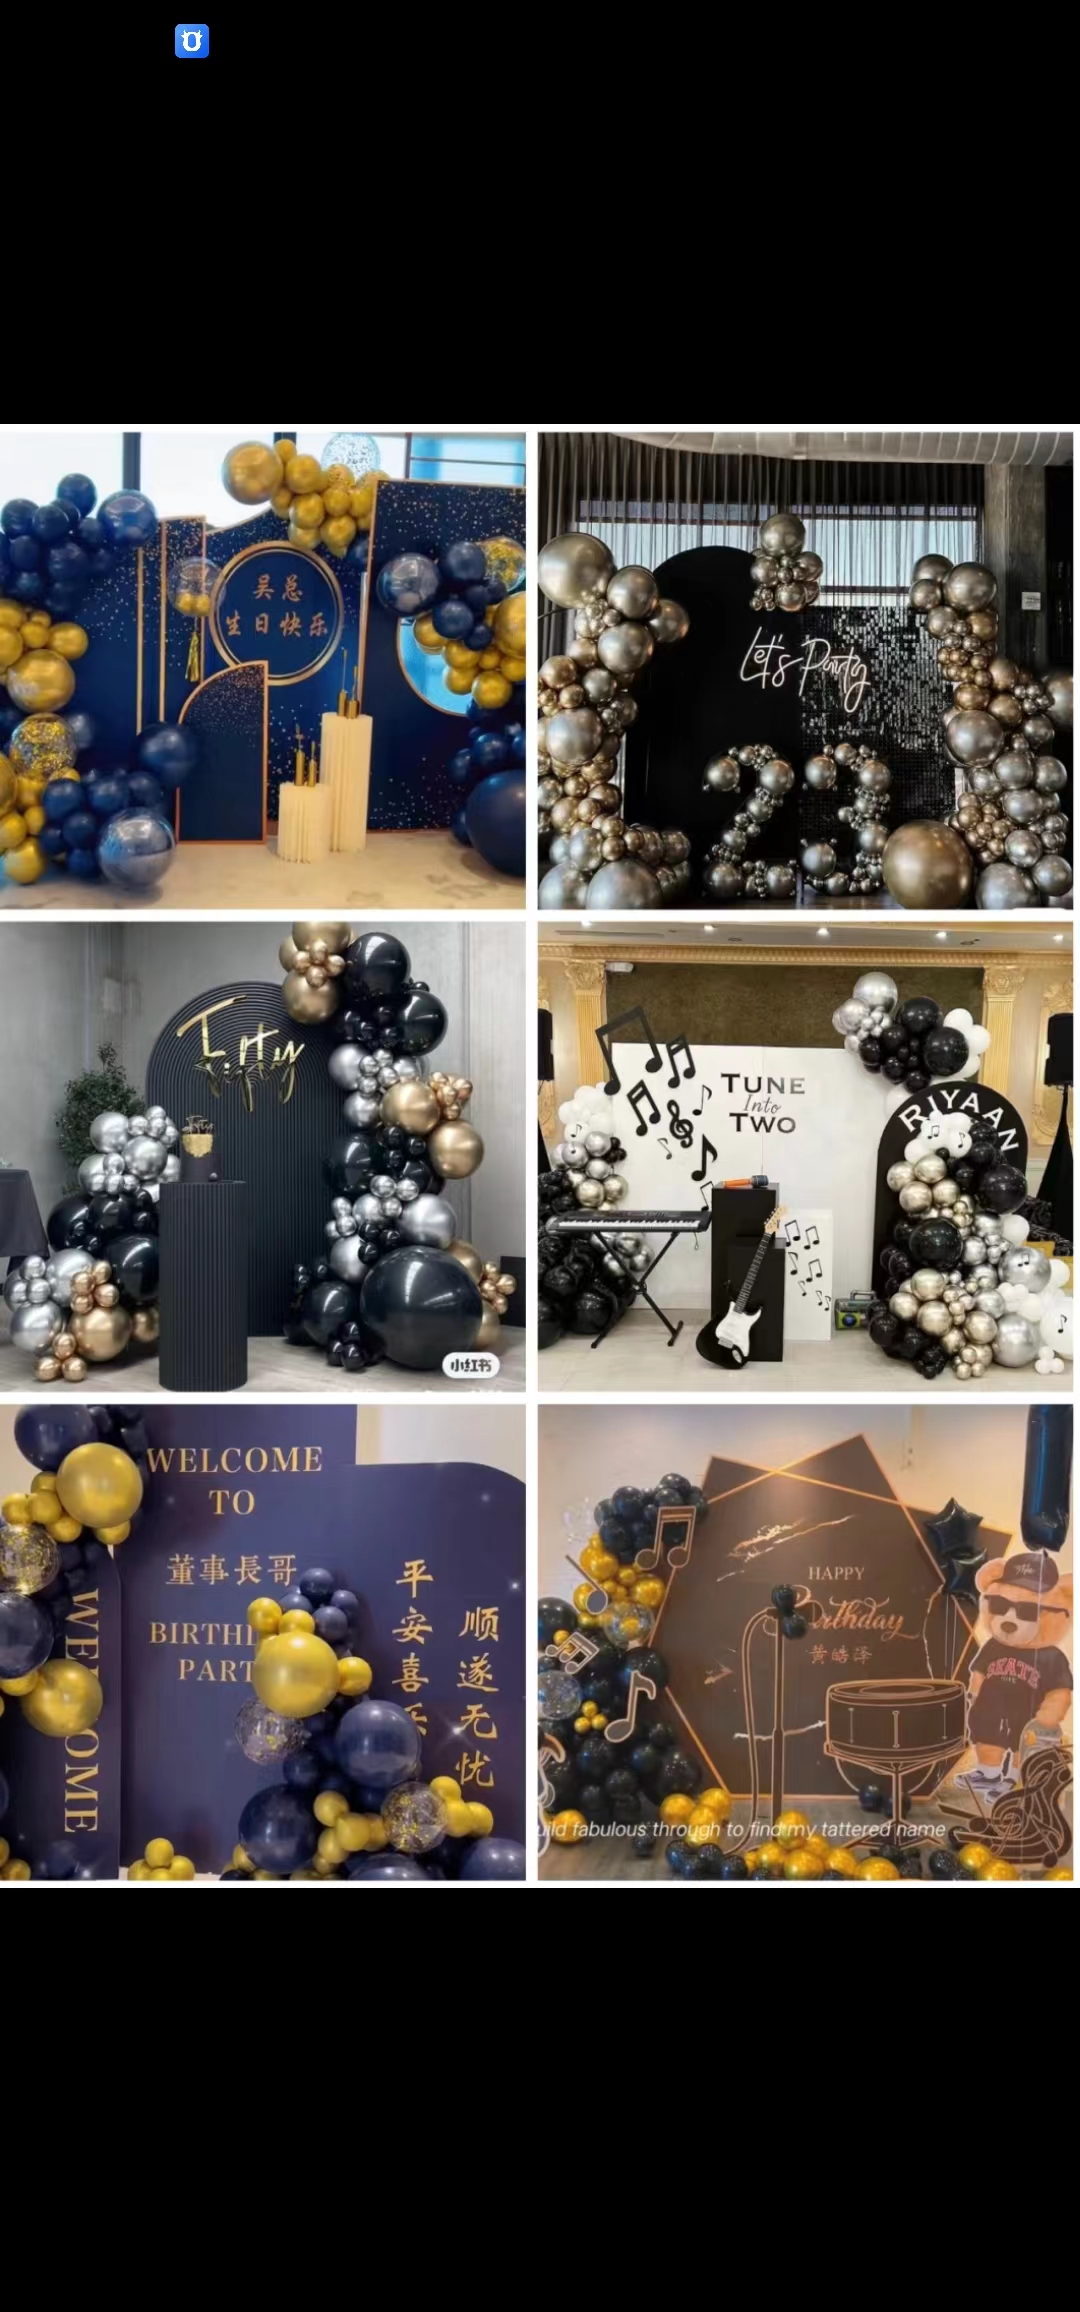 吴总
生日快乐
Let's Party
23
Fifty
小红书
TUNE
Into
TWO
RIYAAN
WELCOME
TO
董事長哥
BIRTHD
PART
WELCOME
平安喜乐
顺遂无忧
HAPPY
Birthday
黄皓泽
SKATE
uild fabulous through to find my tattered name